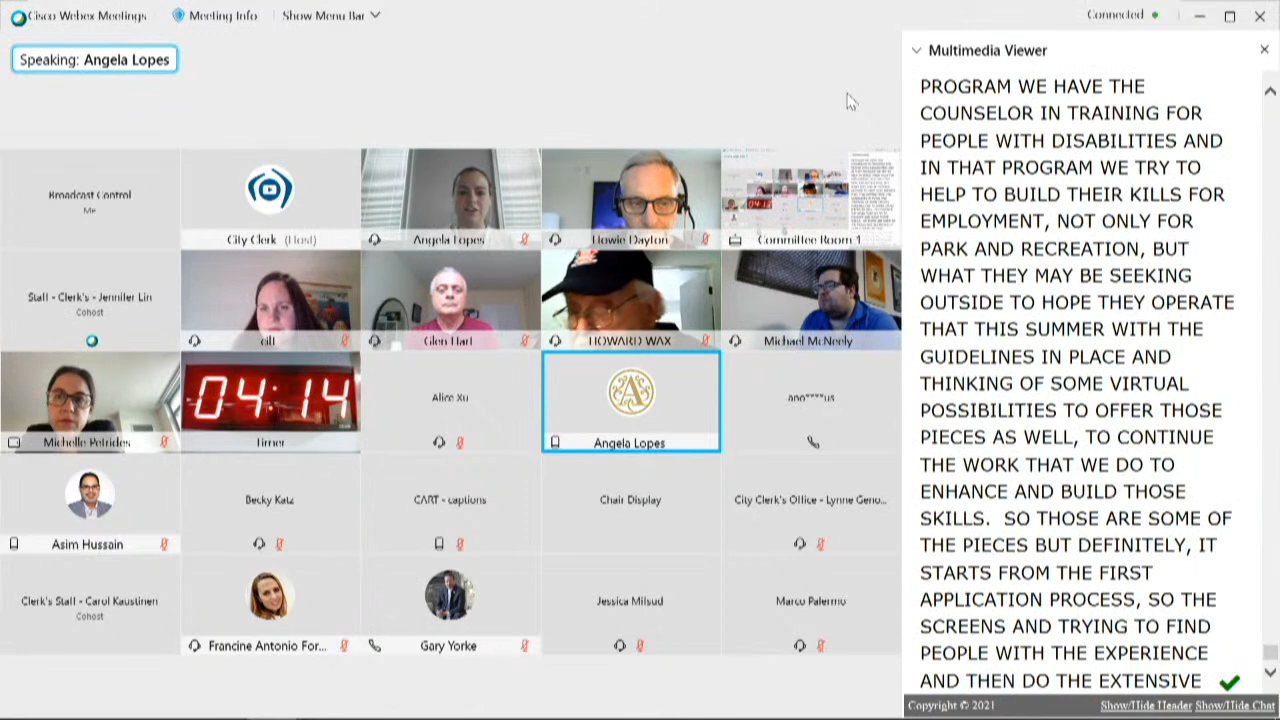 Cisco Webex Meetings
Meeting Info
Show Menu Bar
Connected
Speaking: Angela Lopes
Multimedia Viewer
Broadcast Control
Me
City Clerk (Host)
Angela Lopes
Howie Dayton
Committee Room 1
Staff - Clerk's - Jennifer Lin
Cohost
Glen Hart
HOWARD WAX
Michael McNeely
Michelle Petrides
04:14
Timer
Alice Xu
A
Angela Lopes
ano****us
Asim Hussain
Becky Katz
CART - captions
Chair Display
City Clerk's Office - Lynne Geno...
Clerk's Staff - Carol Kaustinen
Cohost
Francine Antonio For...
Gary Yorke
Jessica Milsud
Marco Palermo
PROGRAM WE HAVE THE
COUNSELOR IN TRAINING FOR
PEOPLE WITH DISABILITIES AND
IN THAT PROGRAM WE TRY TO
HELP TO BUILD THEIR KILLS FOR
EMPLOYMENT, NOT ONLY FOR
PARK AND RECREATION, BUT
WHAT THEY MAY BE SEEKING
OUTSIDE TO HOPE THEY OPERATE
THAT THIS SUMMER WITH THE
GUIDELINES IN PLACE AND
THINKING OF SOME VIRTUAL
POSSIBILITIES TO OFFER THOSE
PIECES AS WELL, TO CONTINUE
THE WORK THAT WE DO TO
ENHANCE AND BUILD THOSE
SKILLS. SO THOSE ARE SOME OF
THE PIECES BUT DEFINITELY, IT
STARTS FROM THE FIRST
APPLICATION PROCESS, SO THE
SCREENS AND TRYING TO FIND
PEOPLE WITH THE EXPERIENCE
AND THEN DO THE EXTENSIVE
Copyright © 2021
Show/Hide Header Show/Hide Chat